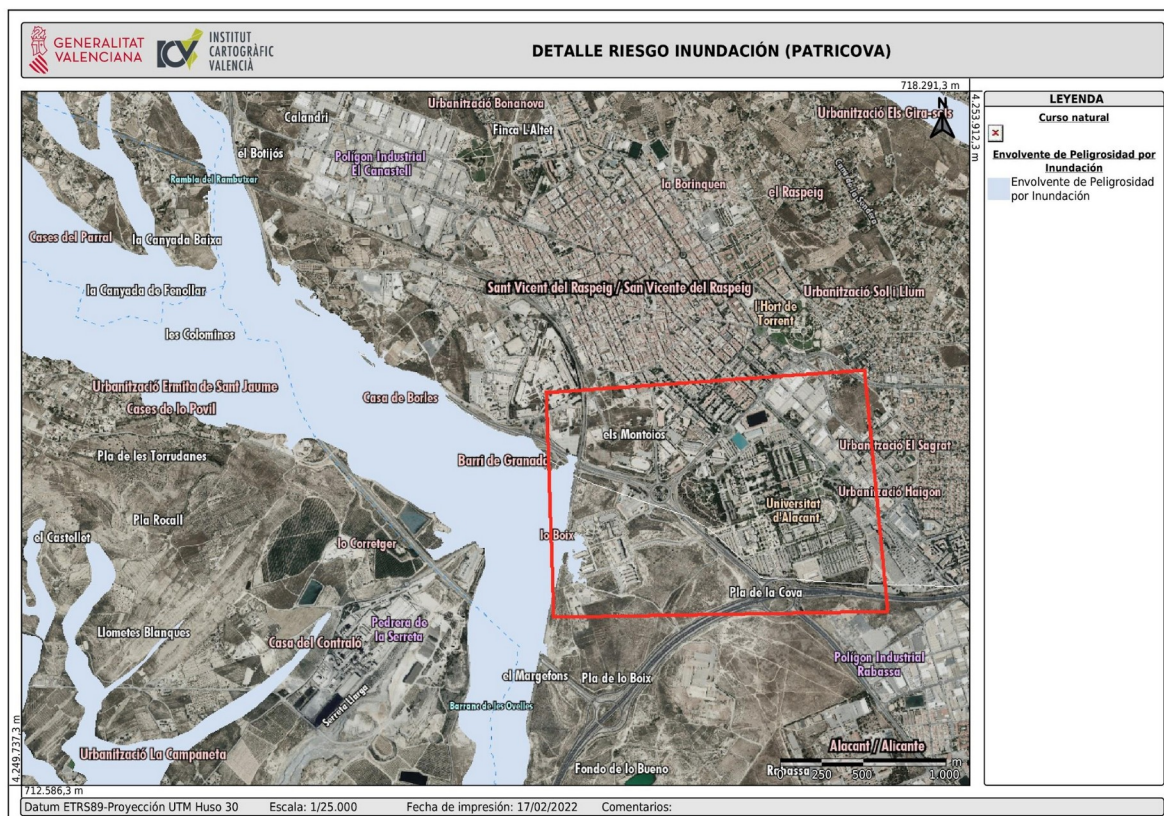 GENERALITAT
VALENCIANA
ICV
INSTITUT
CARTOGRÀFIC
VALENCIÀ
DETALLE RIESGO INUNDACIÓN (PATRICOVA)
718.291,3 m
4.253.912,3 m
N
LEYENDA
Curso natural
Envolvente de Peligrosidad por
Inundación
Envolvente de Peligrosidad
por Inundación
Urbanització Bonanova
Urbanització Els Gira-sols
Calandri
Finca L'Altet
el Botijós
Polígon Industrial
El Canastell
Rambla del Rambutxar
la Borinquen
el Raspeig
Cases del Parral
la Canyada Baixa
Sant Vicent del Raspeig / San Vicente del Raspeig
la Canyada de Fenollar
Urbanització Sol i Llum
l'Hort de
Torrent
les Colomines
Urbanització Ermita de Sant Jaume
Casa de Borles
Cases de lo Povil
els Montoios
Urbanització El Sagrat
Pla de les Torrudanes
Barri de Granada
Urbanització Haigon
Universitat
d'Alacant
Pla Rocall
el Castellet
lo Boix
lo Corretger
Pla de la Cova
Llometes Blanques
Pedrera de
la Serreta
Casa del Contraló
Polígon Industrial
Rabassa
el Margefons
Pla de lo Boix
Serreta Llarga
Barranc de les Ovelles
Urbanització La Campaneta
Alacant / Alicante
Fondo de lo Bueno
Rabassa
0 250 500 1.000 m
4.249.737,3 m
712.586,3 m
Datum ETRS89-Proyección UTM Huso 30 Escala: 1/25.000 Fecha de impresión: 17/02/2022 Comentarios: